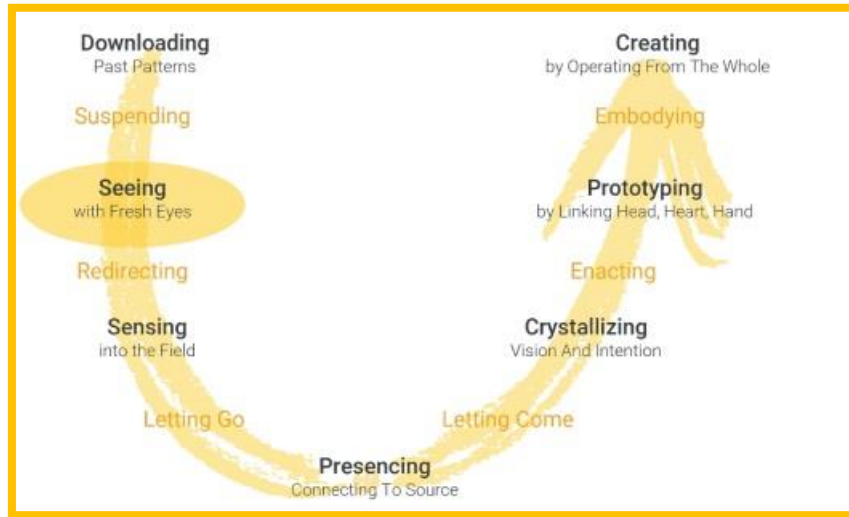 Downloading
Past Patterns
Suspending
Seeing
with Fresh Eyes
Redirecting
Sensing
into the Field
Letting Go
Presencing
Connecting To Source
Letting Come
Crystallizing
Vision And Intention
Enacting
Prototyping
by Linking Head, Heart, Hand
Embodying
Creating
by Operating From The Whole